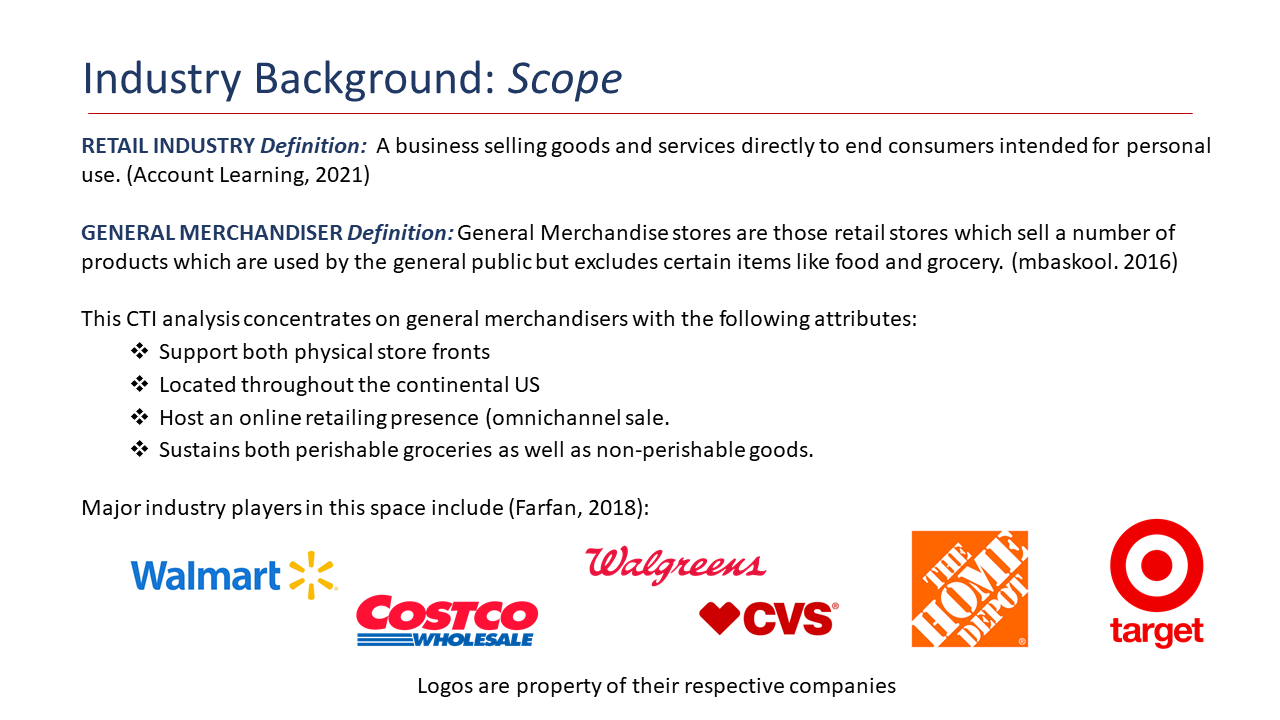 Industry Background: Scope
RETAIL INDUSTRY Definition: A business selling goods and services directly to end consumers intended for personal
use. (Account Learning, 2021)
GENERAL MERCHANDISER Definition: General Merchandise stores are those retail stores which sell a number of
products which are used by the general public but excludes certain items like food and grocery. (mbaskool. 2016)
This CTI analysis concentrates on general merchandisers with the following attributes:
❖ Support both physical store fronts
❖ Located throughout the continental US
❖ Host an online retailing presence (omnichannel sale.
❖ Sustains both perishable groceries as well as non-perishable goods.
Major industry players in this space include (Farfan, 2018):
Walmart
COSTCO
WHOLESALE
Walgreens
CVS®
THE
HOME
DEPOT
®
target
Logos are property of their respective companies